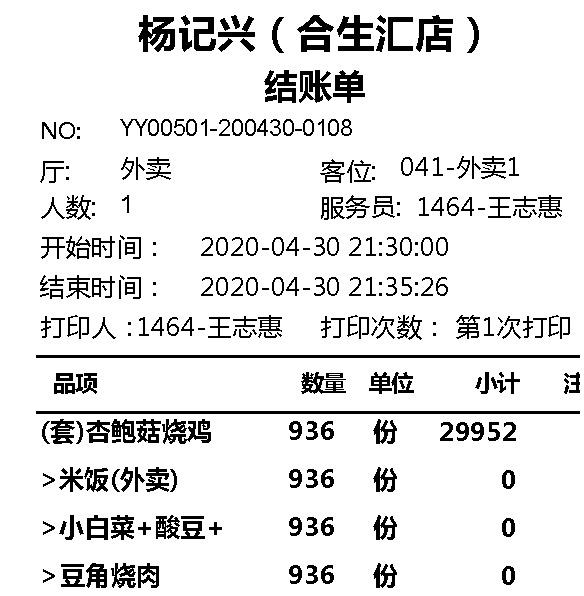 杨记兴（合生汇店）
结账单
NO: YY00501-200430-0108
厅: 外卖 客位: 041-外卖1
人数: 1 服务员: 1464-王志惠
开始时间： 2020-04-30 21:30:00
结束时间： 2020-04-30 21:35:26
打印人：1464-王志惠 打印次数： 第1次打印
品项 数量 单位 小计 注
(套)杏鲍菇烧鸡 936 份 29952
>米饭(外卖) 936 份 0
>小白菜+酸豆+ 936 份 0
>豆角烧肉 936 份 0